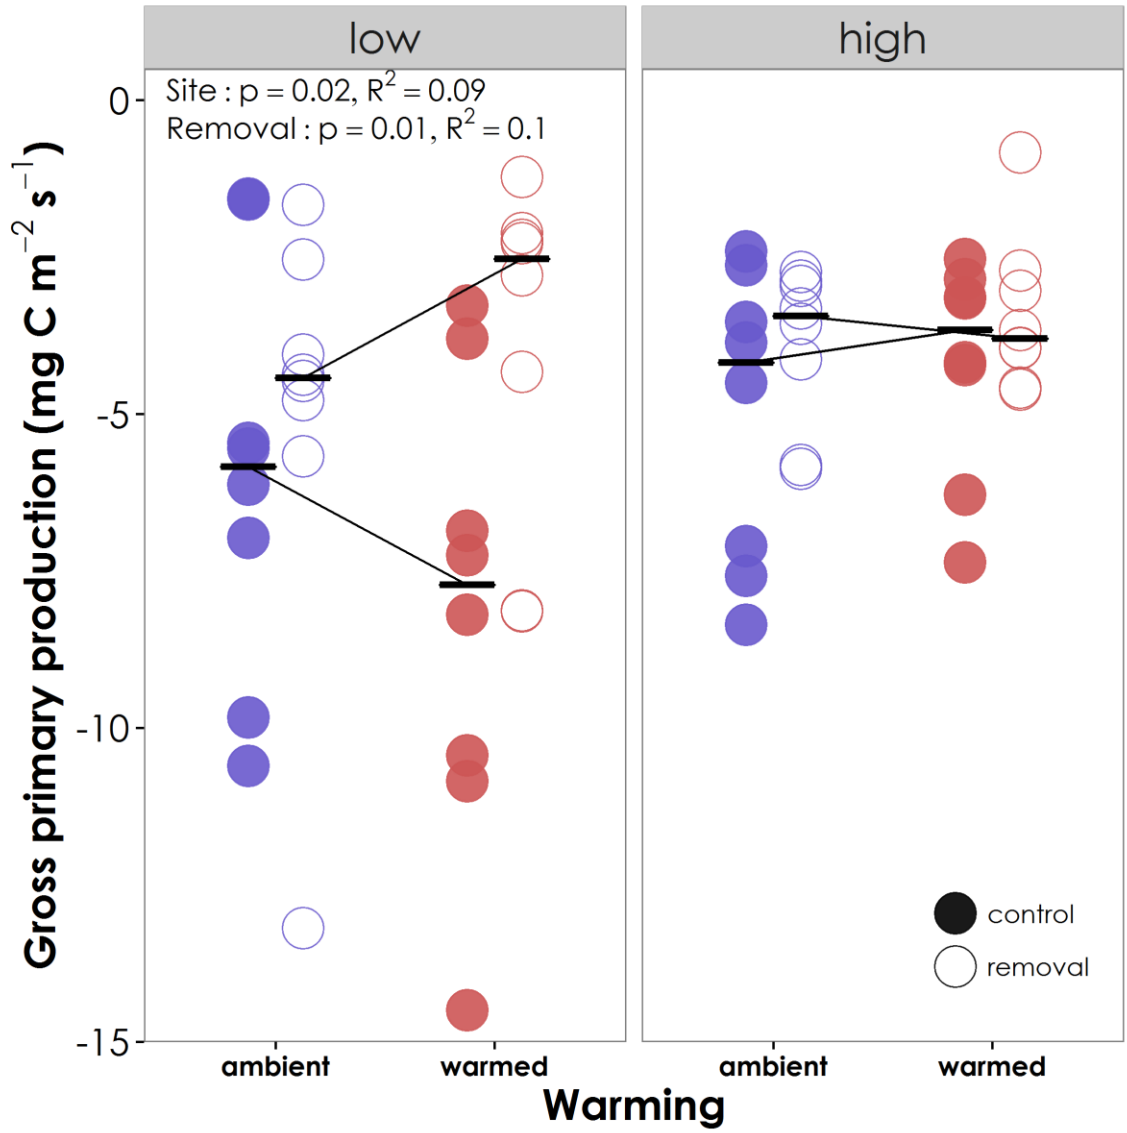 low
high
Site : p = 0.02, R² = 0.09
Removal : p = 0.01, R² = 0.1
0
-5
-10
-15
Gross primary production (mg C m⁻² s⁻¹)
control
removal
ambient
warmed
ambient
warmed
Warming